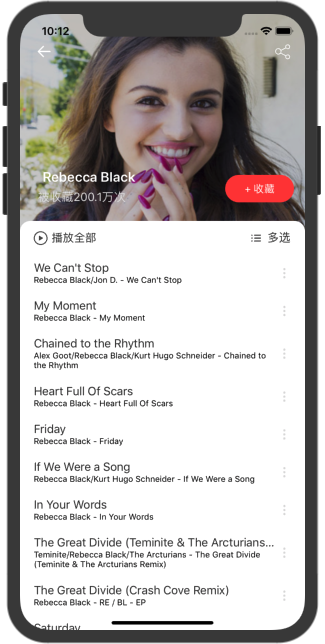 10:12
Rebecca Black
被收藏200.1万次
+ 收藏
播放全部
多选
We Can't Stop
Rebecca Black/Jon D. - We Can't Stop
My Moment
Rebecca Black - My Moment
Chained to the Rhythm
Alex Goot/Rebecca Black/Kurt Hugo Schneider - Chained to
the Rhythm
Heart Full Of Scars
Rebecca Black - Heart Full Of Scars
Friday
Rebecca Black - Friday
If We Were a Song
Rebecca Black/Kurt Hugo Schneider - If We Were a Song
In Your Words
Rebecca Black - In Your Words
The Great Divide (Teminite & The Arcturians...
Teminite/Rebecca Black/The Arcturians - The Great Divide
(Teminite & The Arcturians Remix)
The Great Divide (Crash Cove Remix)
Rebecca Black - RE / BL - EP
Saturday